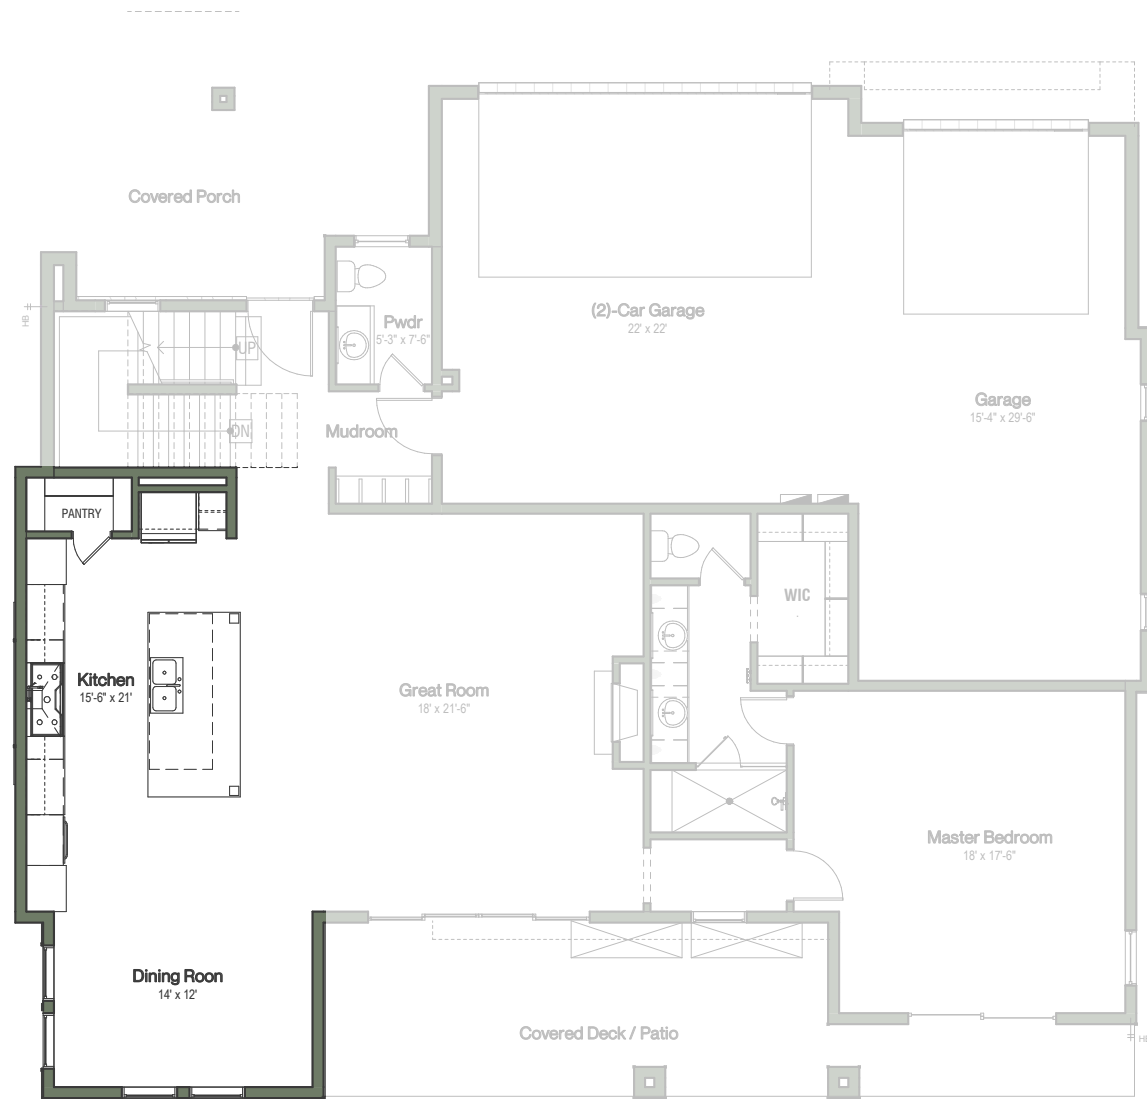 Covered Porch
HB
(2)-Car Garage
22' x 22'
Pwdr
5'-3" x 7'-6"
UP
Garage
15'-4" x 29'-6"
DN
Mudroom
PANTRY
WIC
Kitchen
15'-6" x 21'
Great Room
18' x 21'-6"
Master Bedroom
18' x 17'-6"
Dining Roon
14' x 12'
Covered Deck / Patio